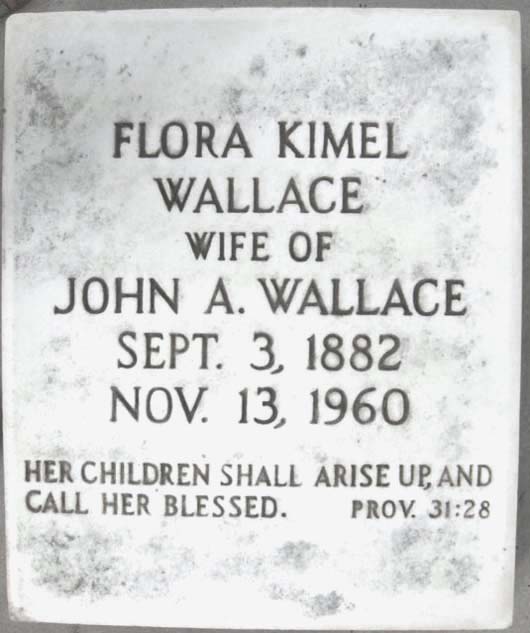 FLORA KIMEL
WALLACE
WIFE OF
JOHN A. WALLACE
SEPT. 3, 1882
NOV. 13, 1960
HER CHILDREN SHALL ARISE UP, AND
CALL HER BLESSED. PROV. 31:28